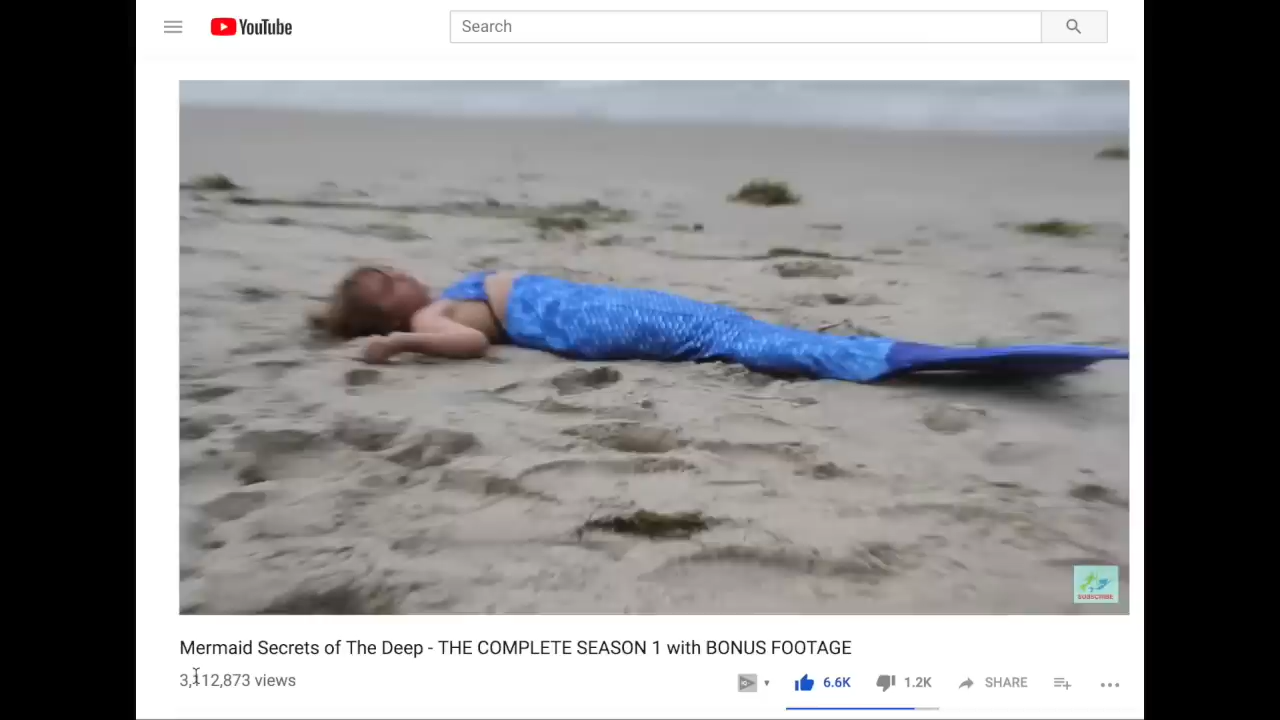 YouTube
Search
SUBSCRIBE
Mermaid Secrets of The Deep - THE COMPLETE SEASON 1 with BONUS FOOTAGE
3,112,873 views
6.6K
1.2K
SHARE